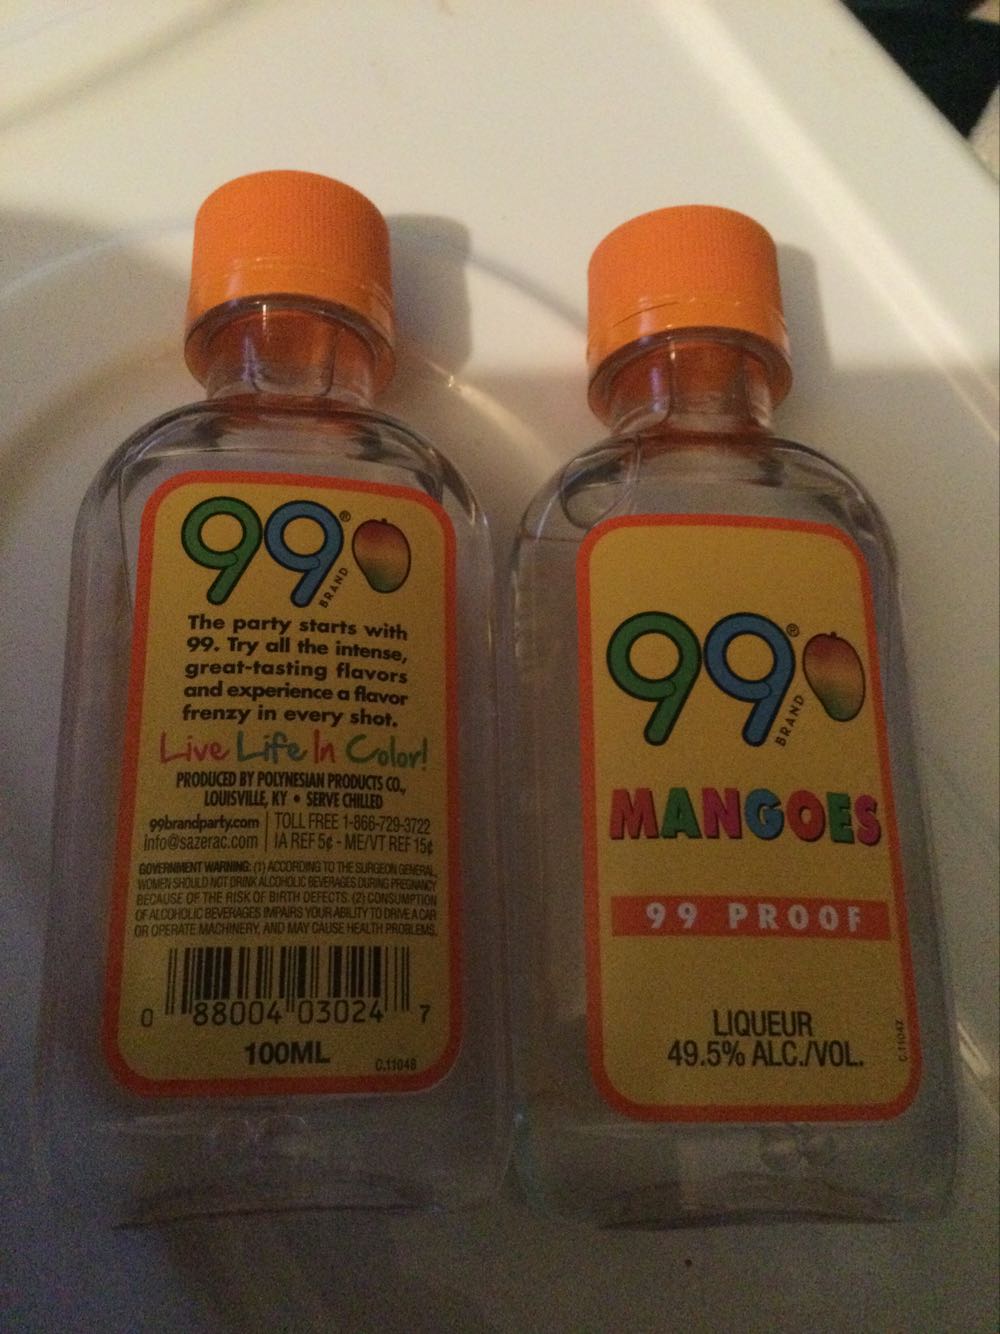 99® BRAND
The party starts with
99. Try all the intense,
great-tasting flavors
and experience a flavor
frenzy in every shot.
Live Life In Color!
PRODUCED BY POLYNESIAN PRODUCTS CO.,
LOUISVILLE, KY • SERVE CHILLED
99brandparty.com | TOLL FREE 1-866-729-3722
info@sazerac.com | IA REF 5¢ - ME/VT REF 15¢
GOVERNMENT WARNING: (1) ACCORDING TO THE SURGEON GENERAL,
WOMEN SHOULD NOT DRINK ALCOHOLIC BEVERAGES DURING PREGNANCY
BECAUSE OF THE RISK OF BIRTH DEFECTS. (2) CONSUMPTION
OF ALCOHOLIC BEVERAGES IMPAIRS YOUR ABILITY TO DRIVE A CAR
OR OPERATE MACHINERY, AND MAY CAUSE HEALTH PROBLEMS.
0 88004 03024 7
100ML
C.11048
99® BRAND
MANGOES
99 PROOF
LIQUEUR
49.5% ALC./VOL.
C.11047